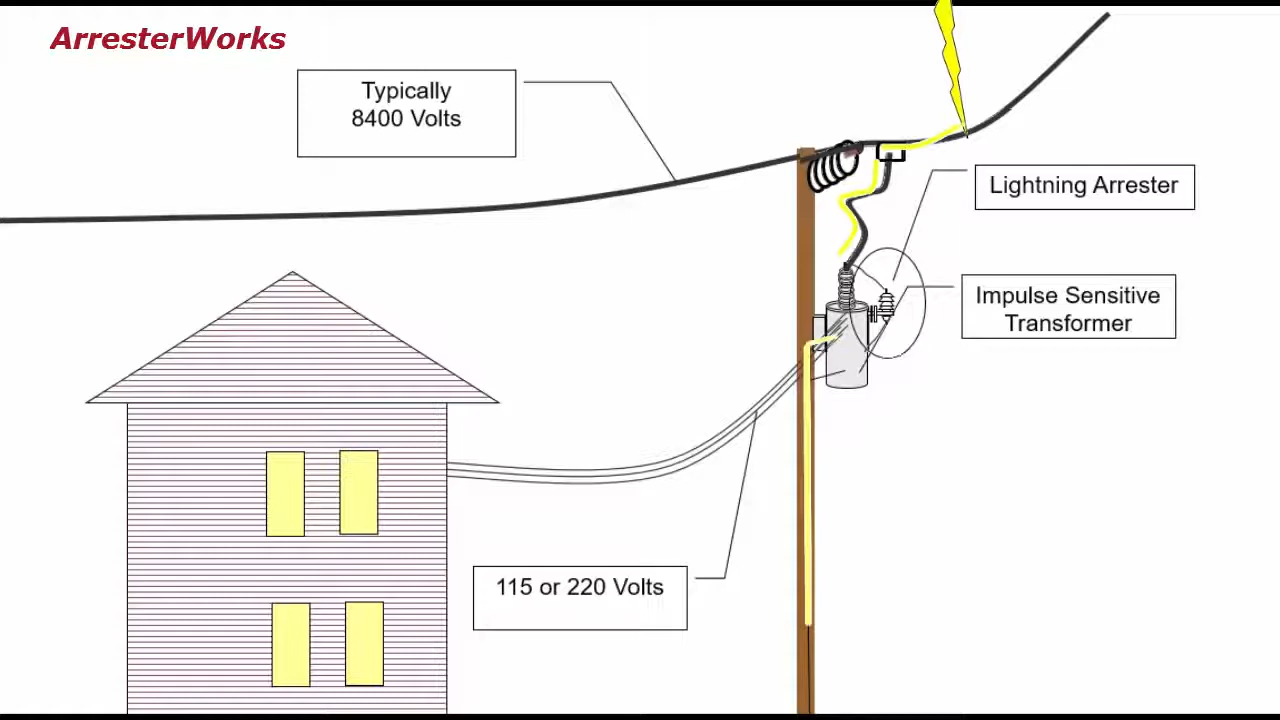 ArresterWorks
Typically
8400 Volts
Lightning Arrester
Impulse Sensitive
Transformer
115 or 220 Volts